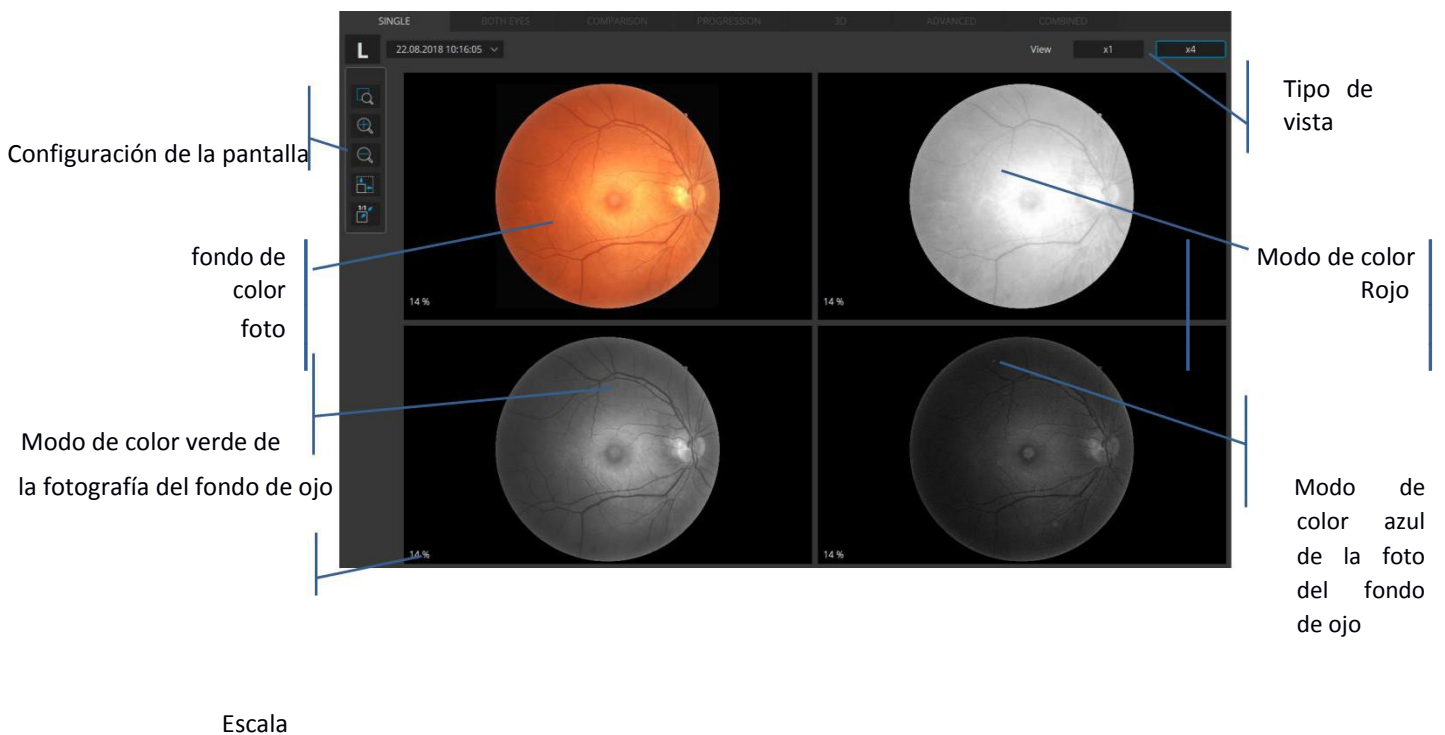 SINGLE
BOTH EYES
COMPARISON
PROGRESSION
3D
ADVANCED
COMBINED
L
22.08.2018 10:16:05
View
x1
x4
Configuración de la pantalla
1:1
fondo de
color
foto
Modo de color verde de
la fotografía del fondo de ojo
14 %
14 %
14 %
14 %
Tipo de
vista
Modo de color
Rojo
Modo de
color azul
de la foto
del fondo
de ojo
Escala